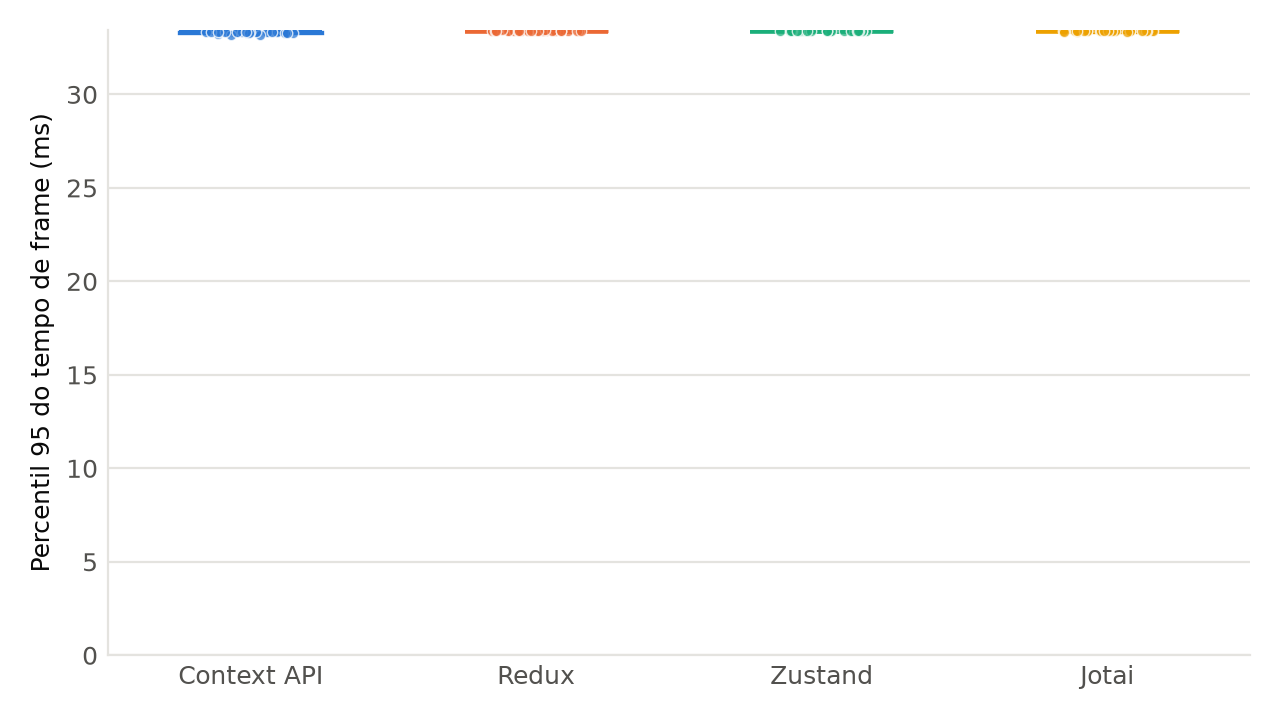 Percentil 95 do tempo de frame (ms)
30
25
20
15
10
5
0
Context API
Redux
Zustand
Jotai